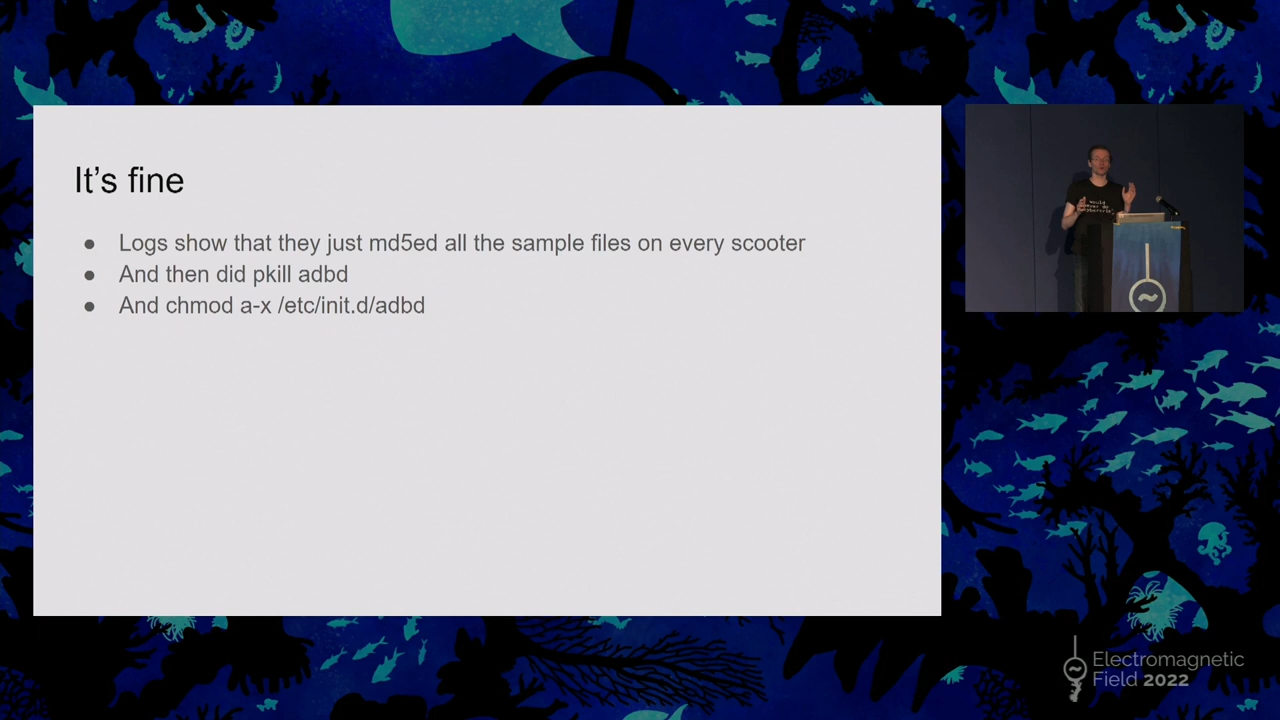 It's fine
● Logs show that they just md5ed all the sample files on every scooter
● And then did pkill adbd
● And chmod a-x /etc/init.d/adbd
Electromagnetic
Field 2022